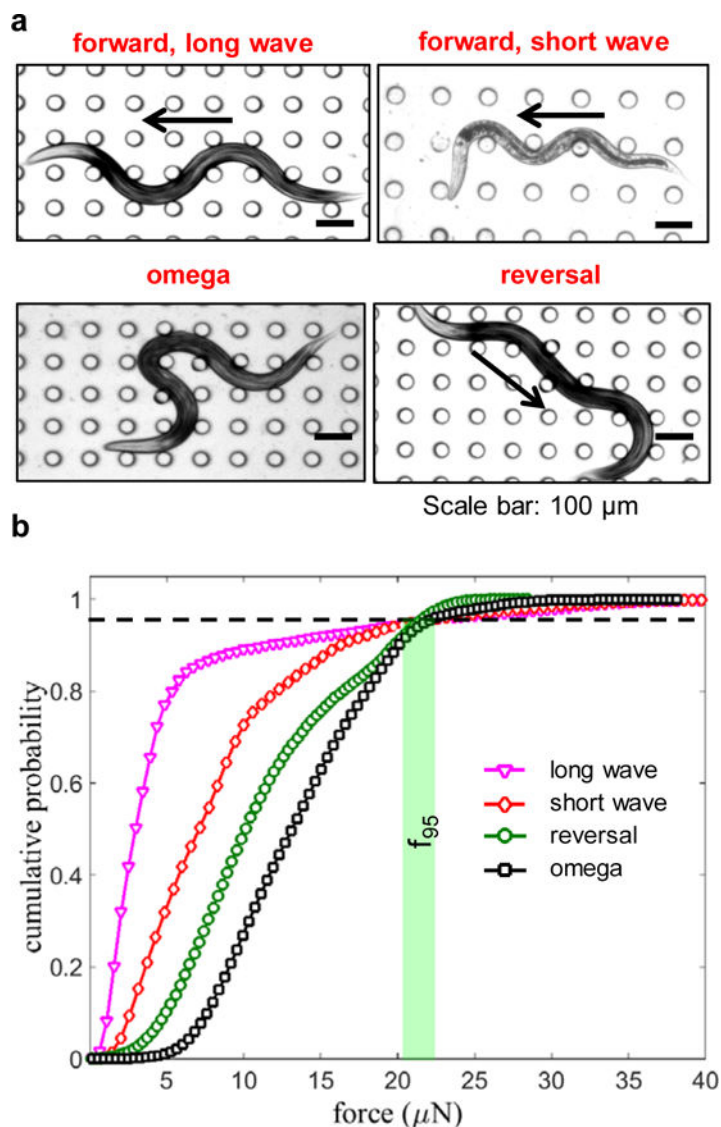 a
forward, long wave
forward, short wave
omega
reversal
Scale bar: 100 µm
b
1
0.8
0.6
0.4
0.2
0
cumulative probability
f95
long wave
short wave
reversal
omega
5 10 15 20 25 30 35 40
force (µN)